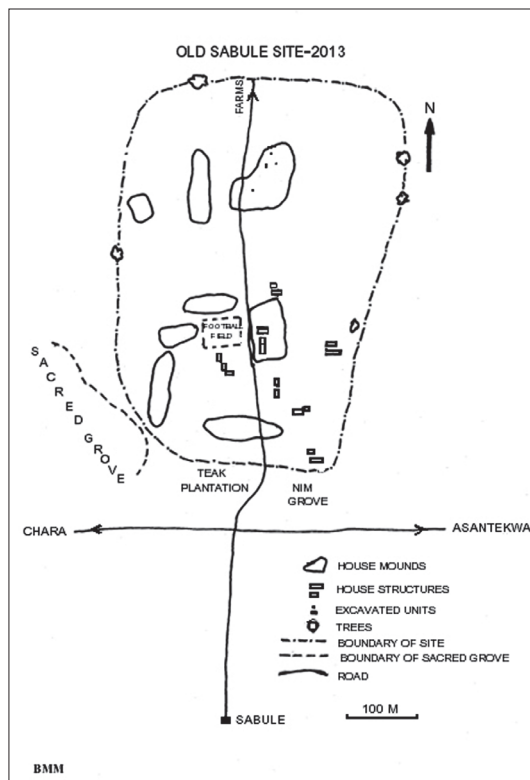 OLD SABULE SITE-2013
FARMS
N
FOOTBALL
FIELD
SACRED GROVE
TEAK
PLANTATION
NIM
GROVE
CHARA
ASANTEKWA
HOUSE MOUNDS
HOUSE STRUCTURES
EXCAVATED UNITS
TREES
BOUNDARY OF SITE
BOUNDARY OF SACRED GROVE
ROAD
SABULE
100 M
BMM